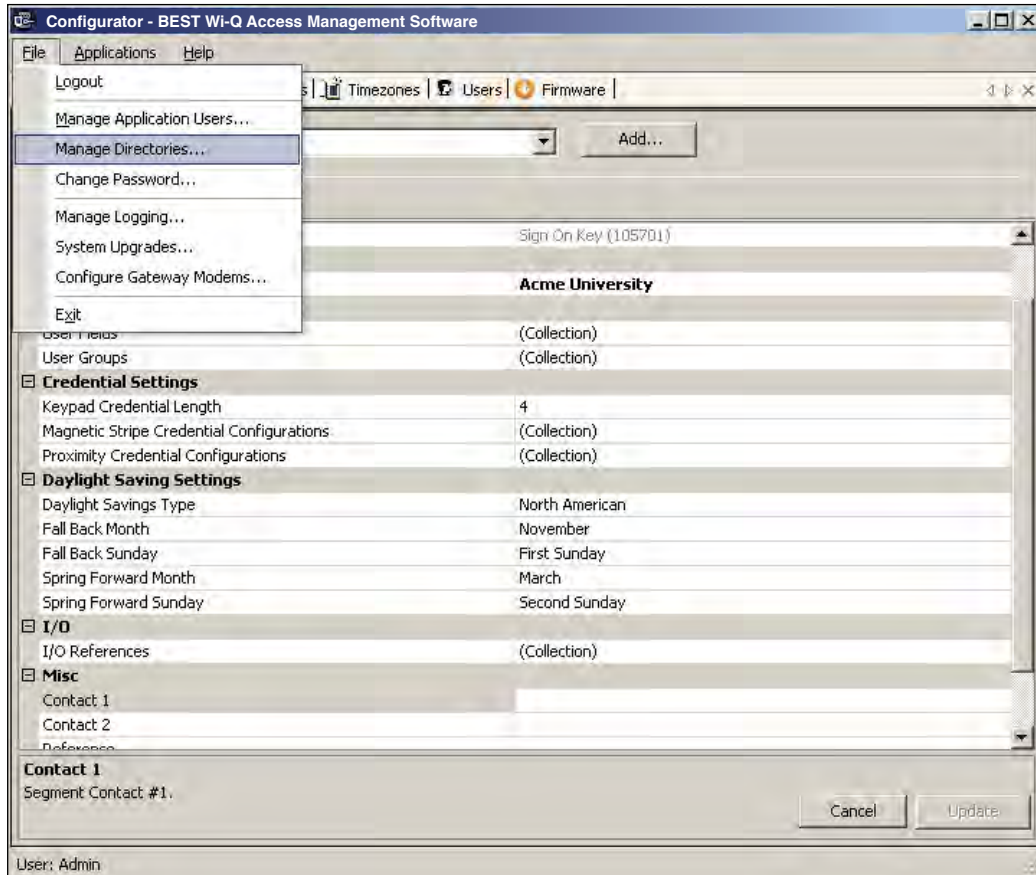 Configurator - BEST Wi-Q Access Management Software
File Applications Help
Logout
Manage Application Users...
Manage Directories...
Change Password...
Manage Logging...
System Upgrades...
Configure Gateway Modems...
Exit
s Timezones Users Firmware
Add...
Sign On Key (105701)
Acme University
User Fields (Collection)
User Groups (Collection)
Credential Settings
Keypad Credential Length 4
Magnetic Stripe Credential Configurations (Collection)
Proximity Credential Configurations (Collection)
Daylight Saving Settings
Daylight Savings Type North American
Fall Back Month November
Fall Back Sunday First Sunday
Spring Forward Month March
Spring Forward Sunday Second Sunday
I/O
I/O References (Collection)
Misc
Contact 1
Contact 2
Reference
Contact 1
Segment Contact #1.
Cancel Update
User: Admin